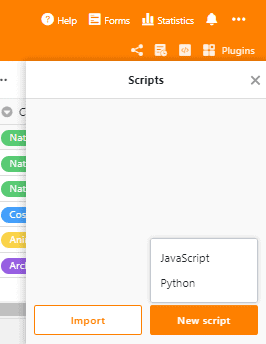 Help Forms Statistics
Plugins
Scripts
C
Nat
Nat
Nat
Cos
Ani
Arc
JavaScript
Python
Import New script